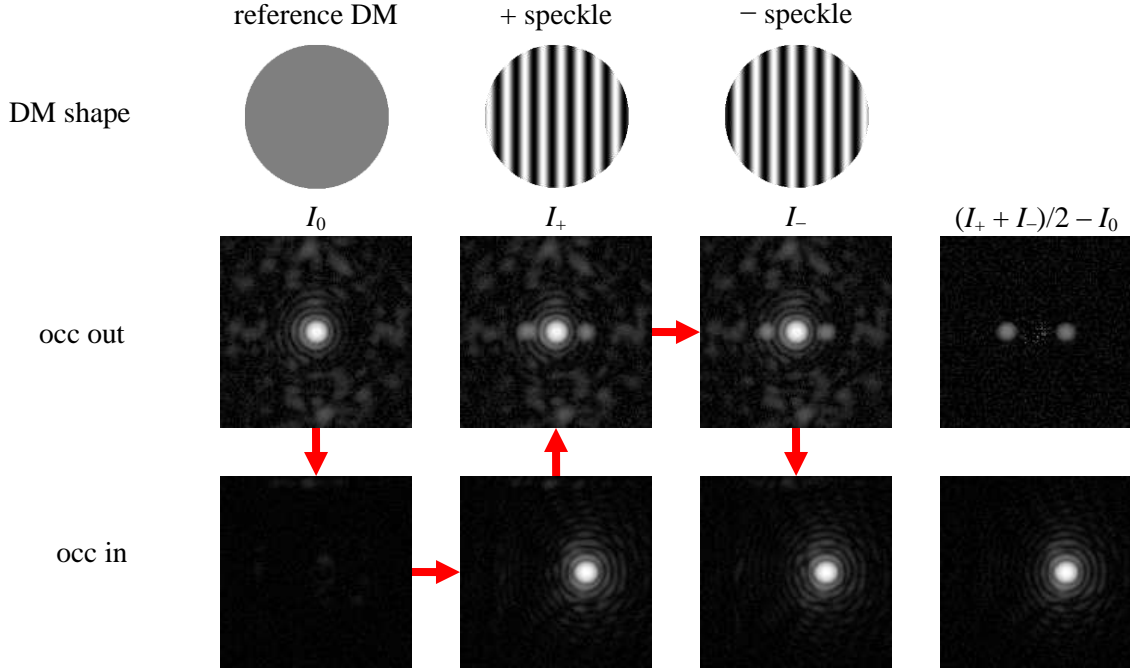 reference DM
+ speckle
− speckle
DM shape
I₀
I₊
I₋
(I₊ + I₋)/2 − I₀
occ out
occ in